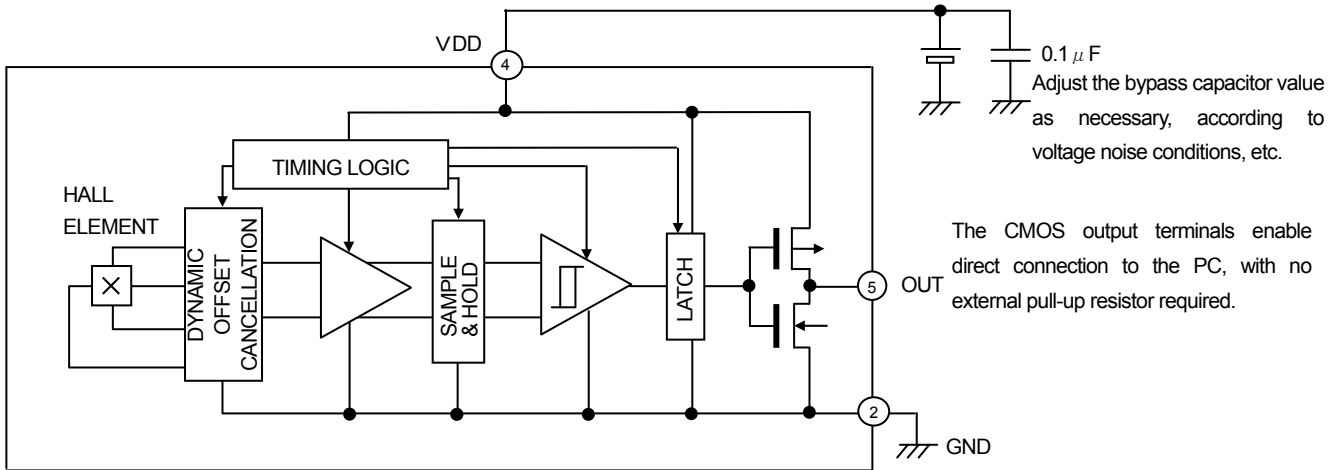 VDD
4
0.1 μ F
Adjust the bypass capacitor value
as necessary, according to
voltage noise conditions, etc.
TIMING LOGIC
HALL
ELEMENT
DYNAMIC
OFFSET
CANCELLATION
SAMPLE
& HOLD
LATCH
5
OUT
The CMOS output terminals enable
direct connection to the PC, with no
external pull-up resistor required.
2
GND